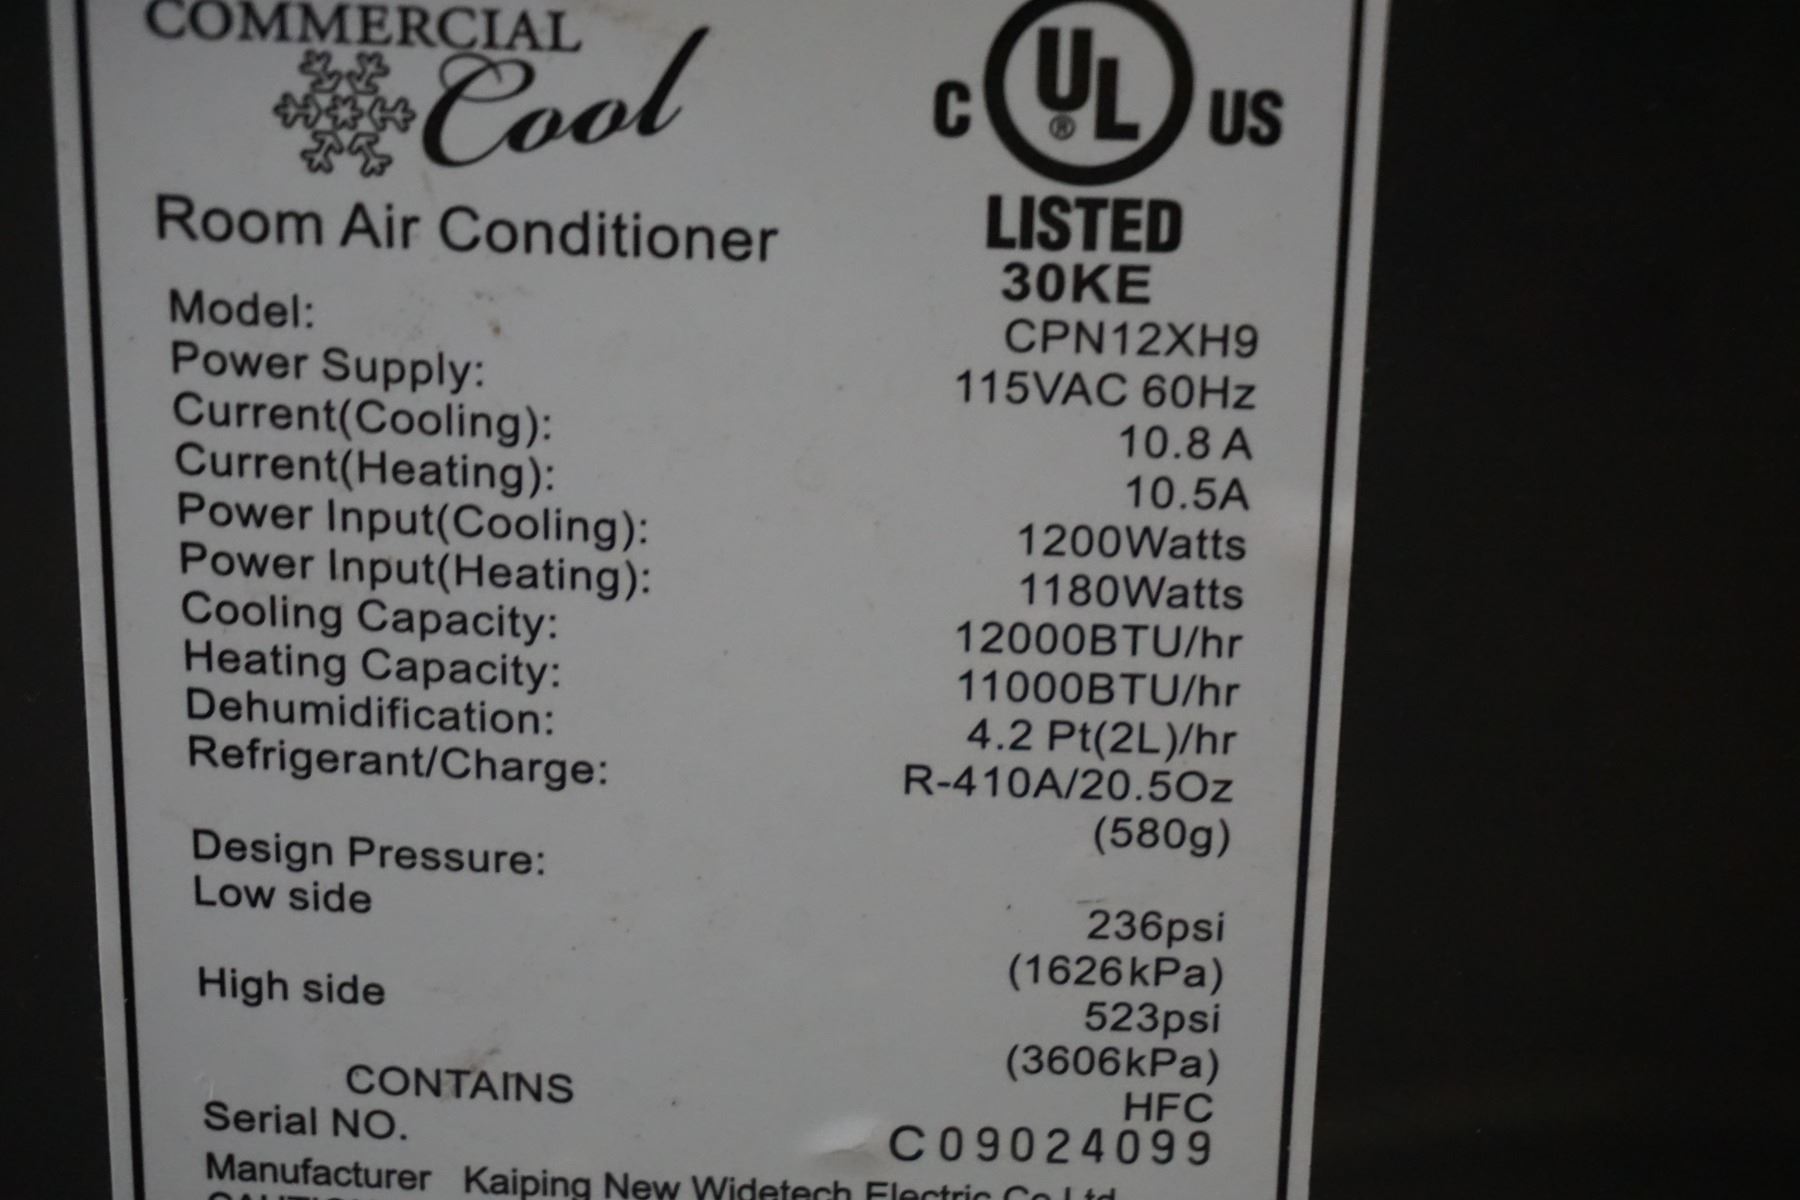 COMMERCIAL
Cool
C UL ® US
LISTED
30KE
Room Air Conditioner
Model: CPN12XH9
Power Supply: 115VAC 60Hz
Current(Cooling): 10.8 A
Current(Heating): 10.5A
Power Input(Cooling): 1200Watts
Power Input(Heating): 1180Watts
Cooling Capacity: 12000BTU/hr
Heating Capacity: 11000BTU/hr
Dehumidification: 4.2 Pt(2L)/hr
Refrigerant/Charge: R-410A/20.5Oz
(580g)
Design Pressure:
Low side 236psi
(1626kPa)
High side 523psi
(3606kPa)
CONTAINS HFC
Serial NO. C09024099
Manufacturer Kaiping New Widetech Electric Co Ltd